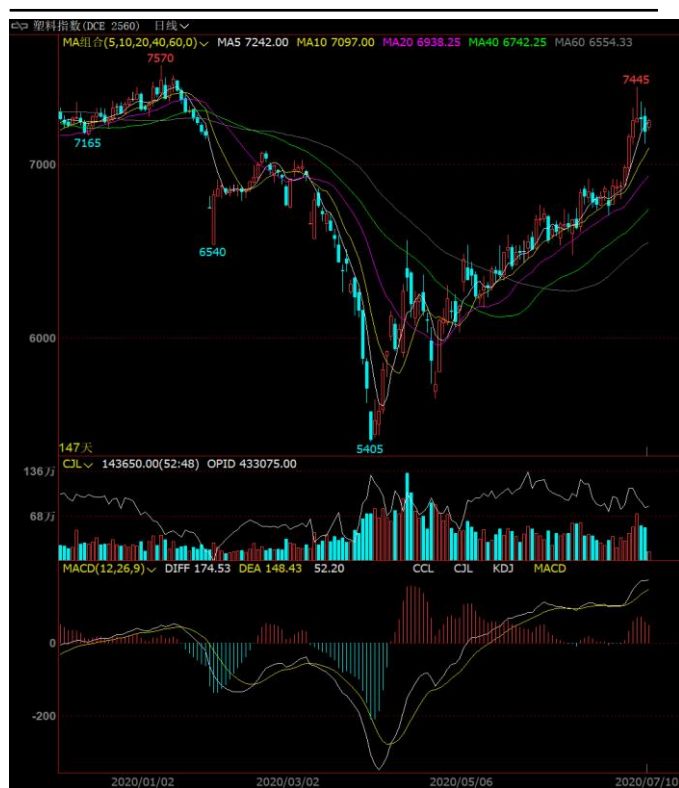 塑料指数(DCE 2560) 日线
MA组合(5,10,20,40,60,0) MA5 7242.00 MA10 7097.00 MA20 6938.25 MA40 6742.25 MA60 6554.33
7570
7445
7165
7000
6540
6000
5405
147天
CJL 143650.00(52:48) OPID 433075.00
136万
68万
MACD(12,26,9) DIFF 174.53 DEA 148.43 52.20 CCL CJL KDJ MACD
0
-200
2020/01/02 2020/03/02 2020/05/06 2020/07/10